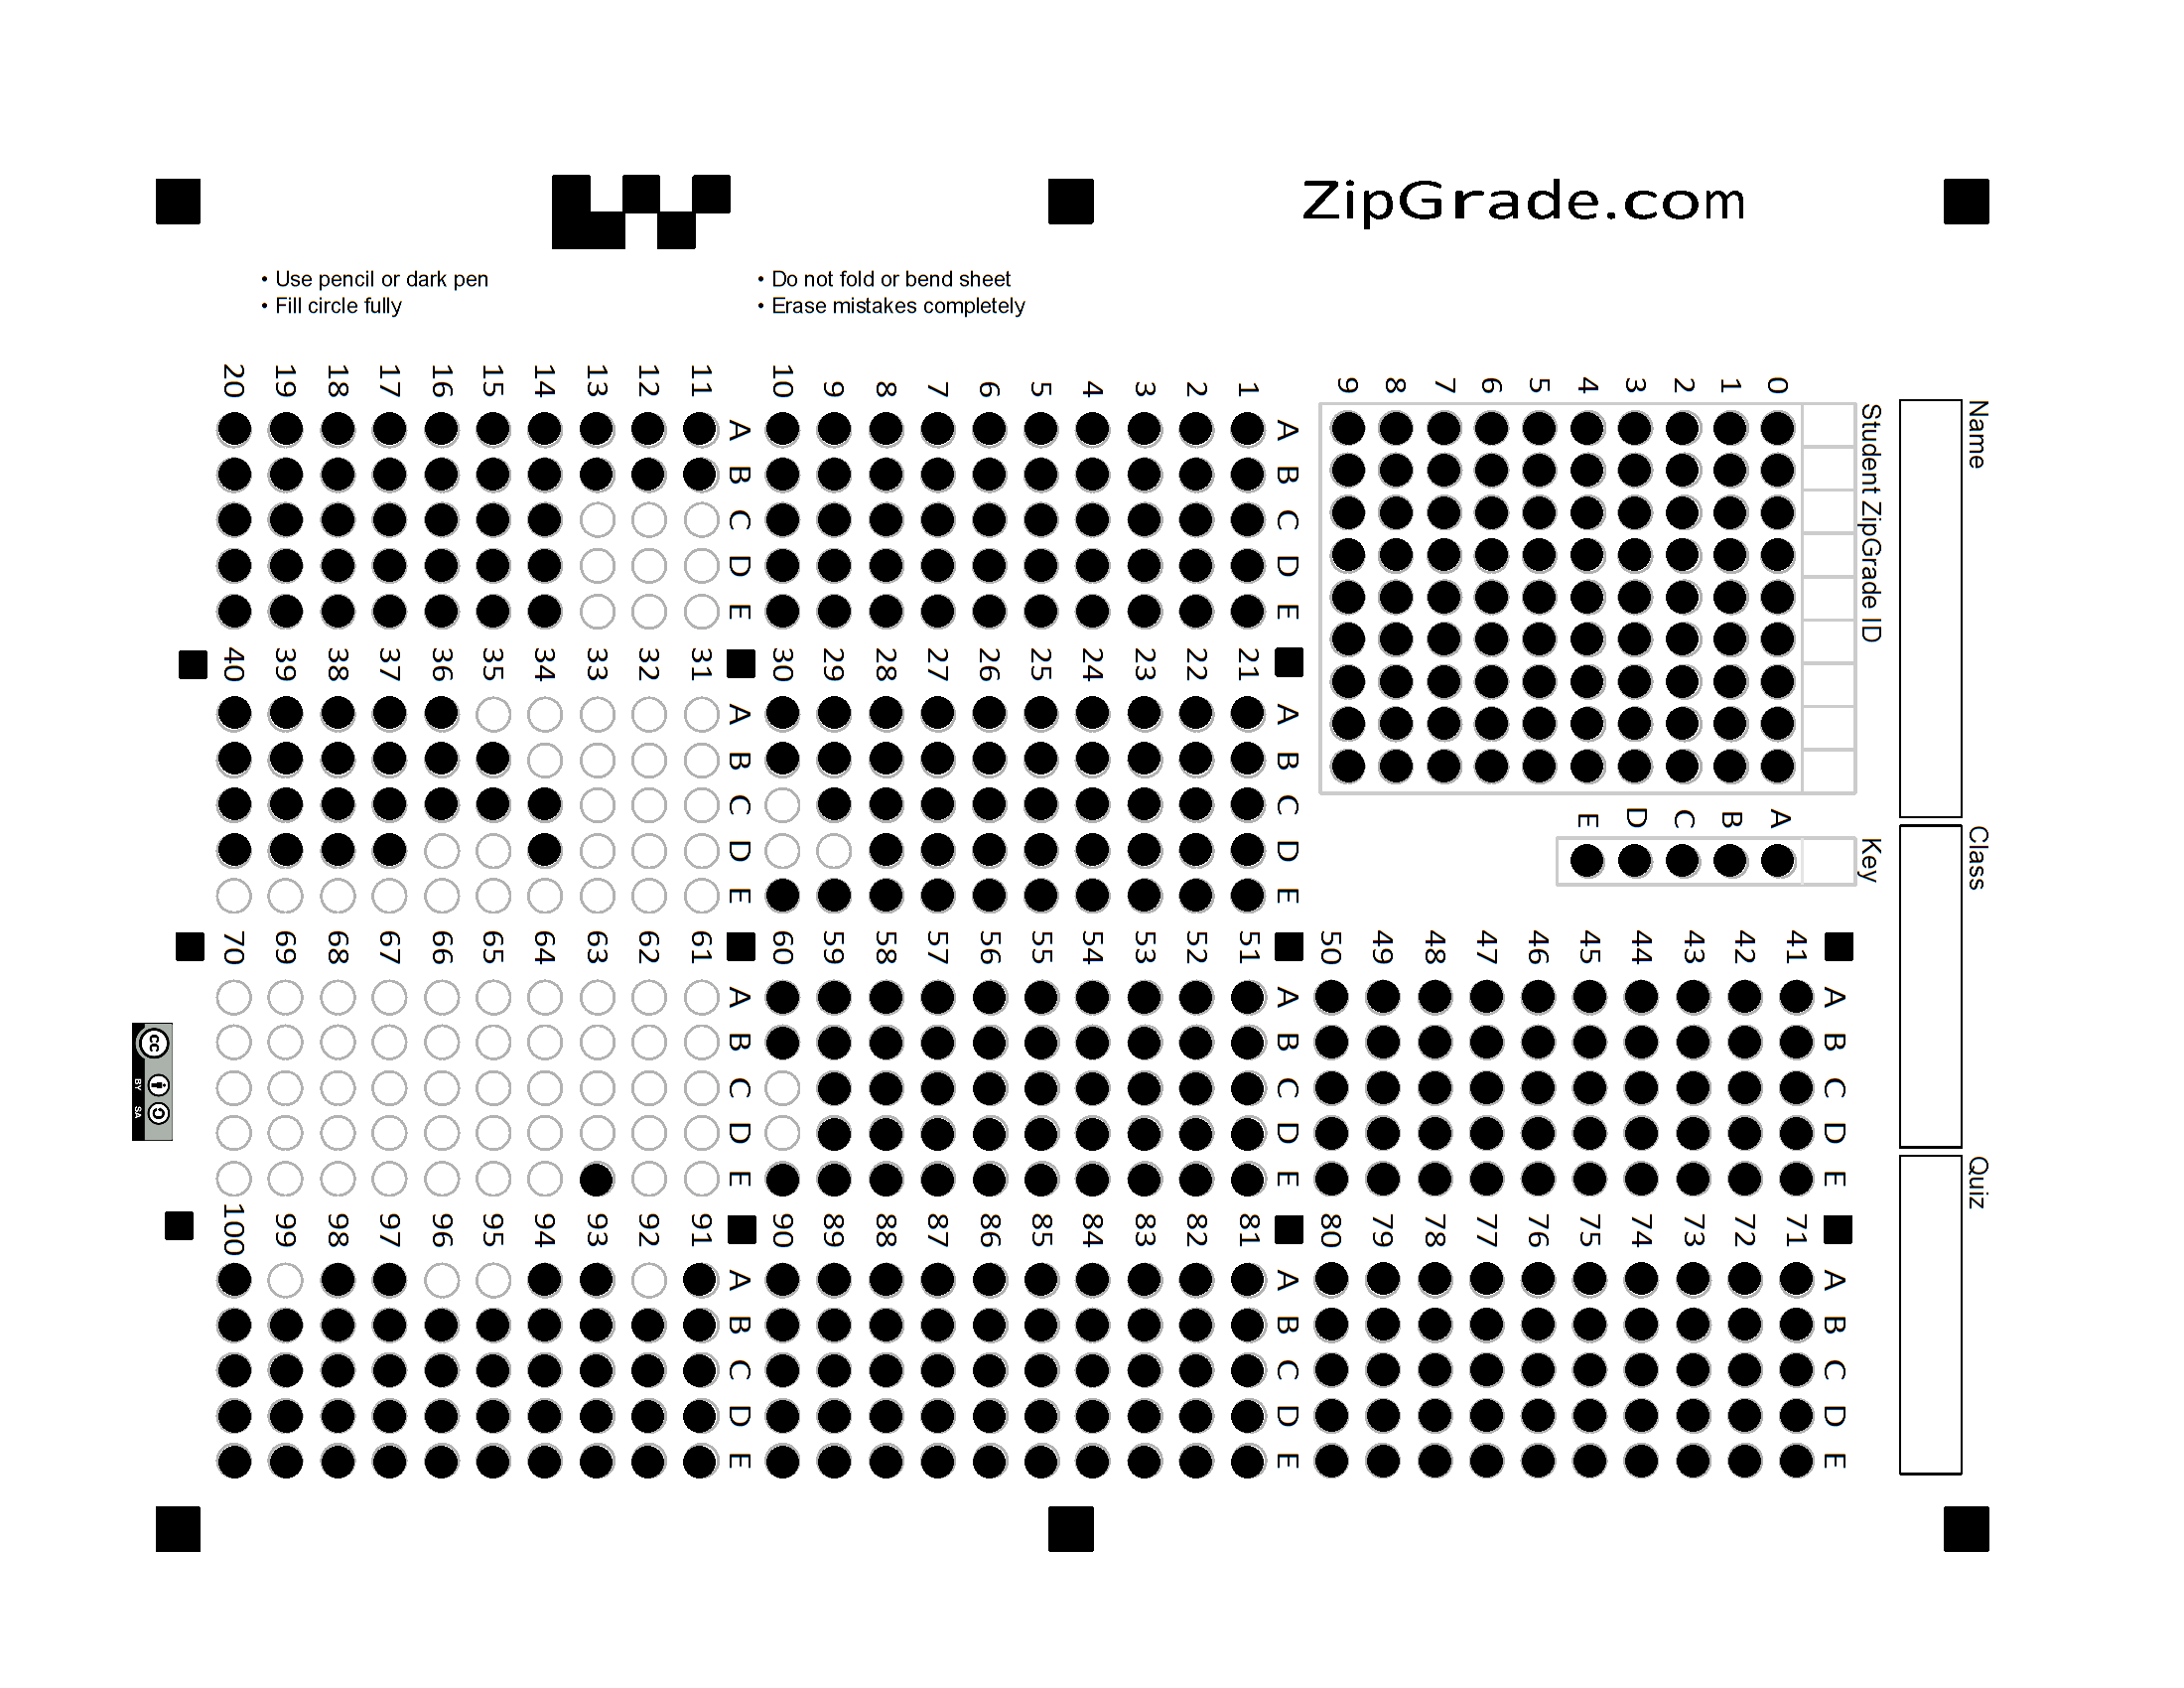 ZipGrade.com
• Use pencil or dark pen
• Fill circle fully
• Do not fold or bend sheet
• Erase mistakes completely
Name
Class
Quiz
Student ZipGrade ID
0 1 2 3 4 5 6 7 8 9
Key
A B C D E
A B C D E
1 2 3 4 5 6 7 8 9 10
A B C D E
11 12 13 14 15 16 17 18 19 20
A B C D E
21 22 23 24 25 26 27 28 29 30
A B C D E
31 32 33 34 35 36 37 38 39 40
A B C D E
41 42 43 44 45 46 47 48 49 50
A B C D E
51 52 53 54 55 56 57 58 59 60
A B C D E
61 62 63 64 65 66 67 68 69 70
A B C D E
71 72 73 74 75 76 77 78 79 80
A B C D E
81 82 83 84 85 86 87 88 89 90
A B C D E
91 92 93 94 95 96 97 98 99 100
cc
BY SA